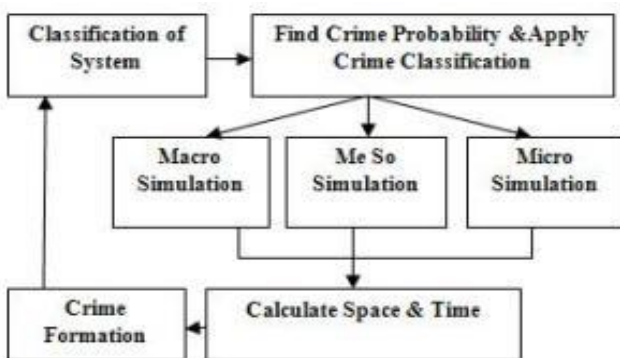 Classification of
System
Find Crime Probability &Apply
Crime Classification
Macro
Simulation
Me So
Simulation
Micro
Simulation
Crime
Formation
Calculate Space & Time